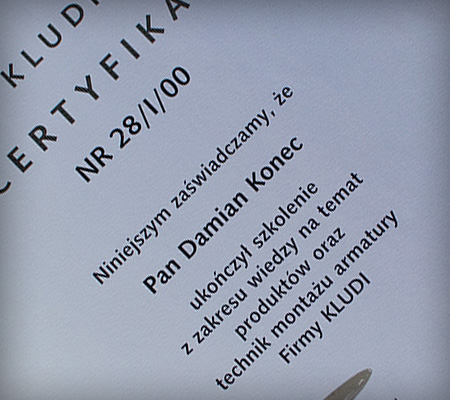 KLUDI
CERTYFIKA
NR 28/I/00
Niniejszym zaświadczamy, że
Pan Damian Konec
ukończył szkolenie
z zakresu wiedzy na temat
produktów oraz
technik montażu armatury
Firmy KLUDI